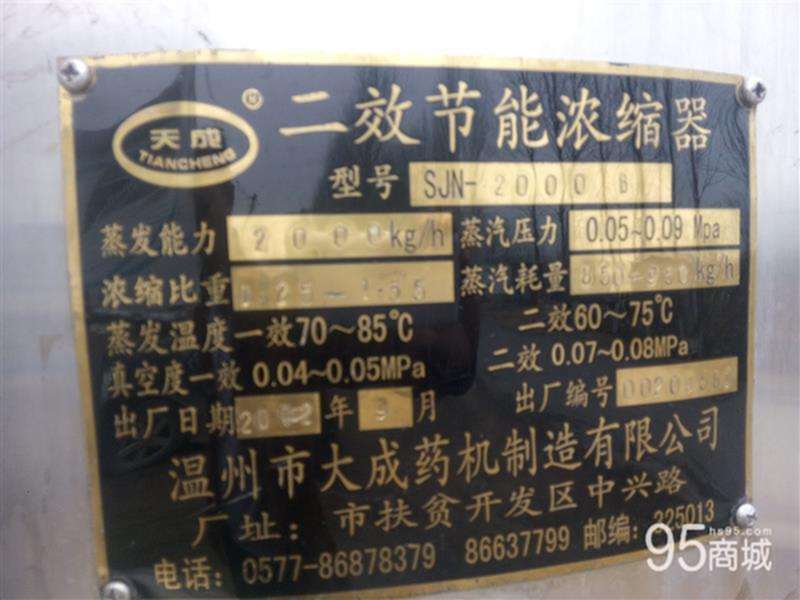 天成
TIANCHENG
®
二效节能浓缩器
型号 SJN-2000B
蒸发能力 2000kg/h 蒸汽压力 0.05~0.09 Mpa
浓缩比重 蒸汽耗量 kg/h
蒸发温度一效70～85℃ 二效60～75℃
真空度一效 0.04~0.05MPa 二效 0.07~0.08MPa
出厂日期 年 9 月 出厂编号
温州市大成药机制造有限公司
厂址：市扶贫开发区中兴路
电话：0577-86878379 86637799 邮编：325013
hs95.com
95商城